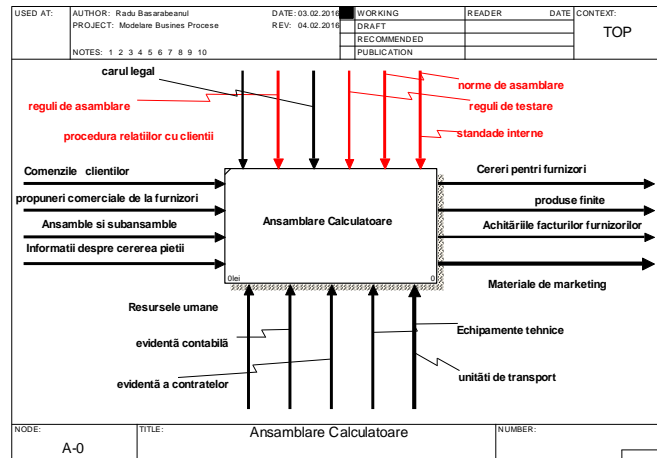 USED AT: AUTHOR: Radu Basarabeanul DATE: 03.02.2016 WORKING READER DATE CONTEXT:
PROJECT: Modelare Busines Procese REV: 04.02.2016 DRAFT TOP
RECOMMENDED
NOTES: 1 2 3 4 5 6 7 8 9 10 PUBLICATION
carul legal
norme de asamblare
reguli de asamblare
reguli de testare
procedura relatiilor cu clientii
standade interne
Comenzile clientilor
Cereri pentru furnizori
propuneri comerciale de la furnizori
produse finite
Ansamble si subansamble
Ansamblare Calculatoare
Achităriile facturilor furnizorilor
Informatii despre cererea pietii
0lei 0
Materiale de marketing
Resursele umane
Echipamente tehnice
evidentă contabilă
evidentă a contratelor
unităti de transport
NODE: TITLE: Ansamblare Calculatoare NUMBER:
A-0